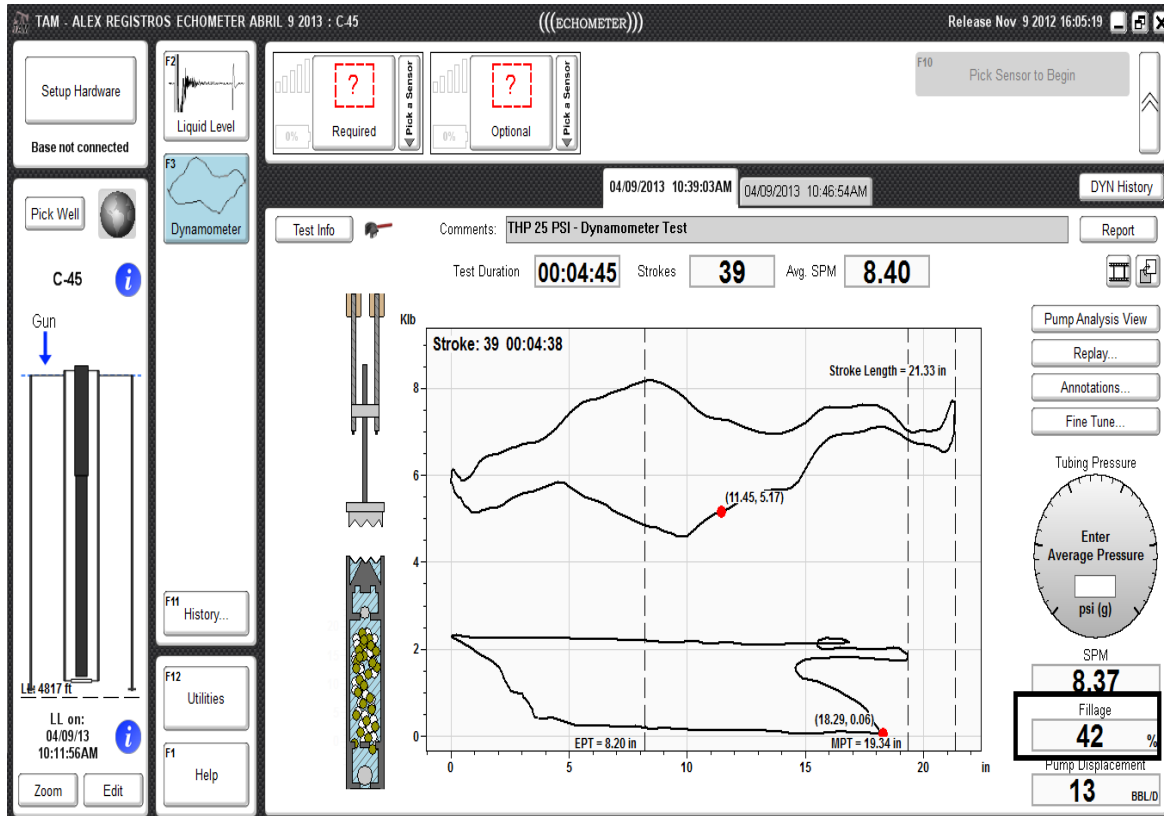 TAM - ALEX REGISTROS ECHOMETER ABRIL 9 2013 : C-45
(((ECHOMETER)))
Release Nov 9 2012 16:05:19
Setup Hardware
Base not connected
Pick Well
C-45
Gun
LL: 4817 ft
LL on:
04/09/13
10:11:56AM
Zoom
Edit
F2
Liquid Level
F3
Dynamometer
F11
History...
F12
Utilities
F1
Help
0%
?
Required
Pick a Sensor
0%
?
Optional
Pick a Sensor
F10
Pick Sensor to Begin
04/09/2013 10:39:03AM
04/09/2013 10:46:54AM
DYN History
Test Info
Comments:
THP 25 PSI - Dynamometer Test
Report
Test Duration
00:04:45
Strokes
39
Avg. SPM
8.40
Klb
Stroke: 39 00:04:38
Stroke Length = 21.33 in
8
6
4
2
0
(11.45, 5.17)
(18.29, 0.06)
EPT = 8.20 in
MPT = 19.34 in
0
5
10
15
20
in
Pump Analysis View
Replay...
Annotations...
Fine Tune...
Tubing Pressure
Enter
Average Pressure
psi (g)
SPM
8.37
Fillage
42
%
Pump Displacement
13
BBL/D